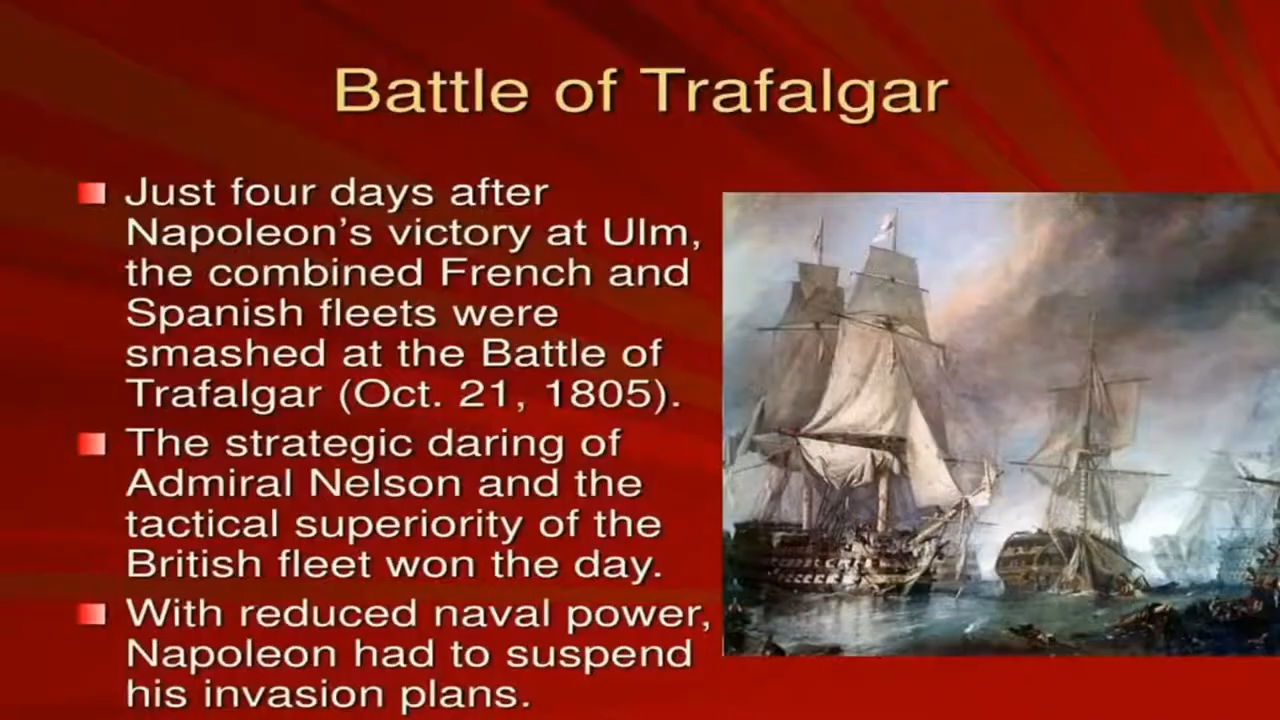 Battle of Trafalgar
Just four days after
Napoleon’s victory at Ulm,
the combined French and
Spanish fleets were
smashed at the Battle of
Trafalgar (Oct. 21, 1805).
The strategic daring of
Admiral Nelson and the
tactical superiority of the
British fleet won the day.
With reduced naval power,
Napoleon had to suspend
his invasion plans.